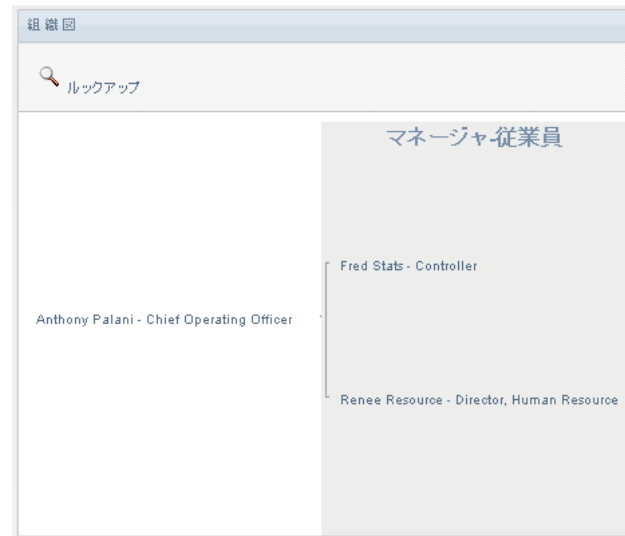 組織図
ルックアップ
マネージャ-従業員
Fred Stats - Controller
Anthony Palani - Chief Operating Officer
Renee Resource - Director, Human Resource